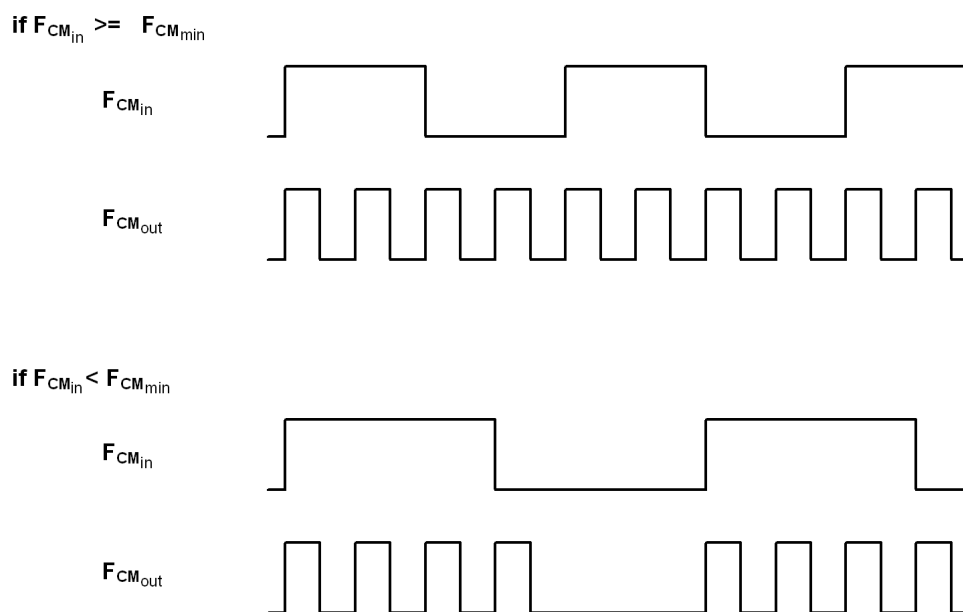 if FCMin >= FCMmin
FCMin
FCMout
if FCMin < FCMmin
FCMin
FCMout